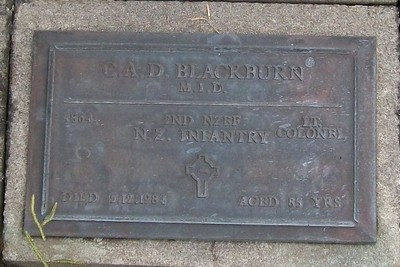 C. A. D. BLACKBURN
M.I.D.
2ND NZEF LT. COLONEL
N.Z. INFANTRY
DIED AGED 85 YRS